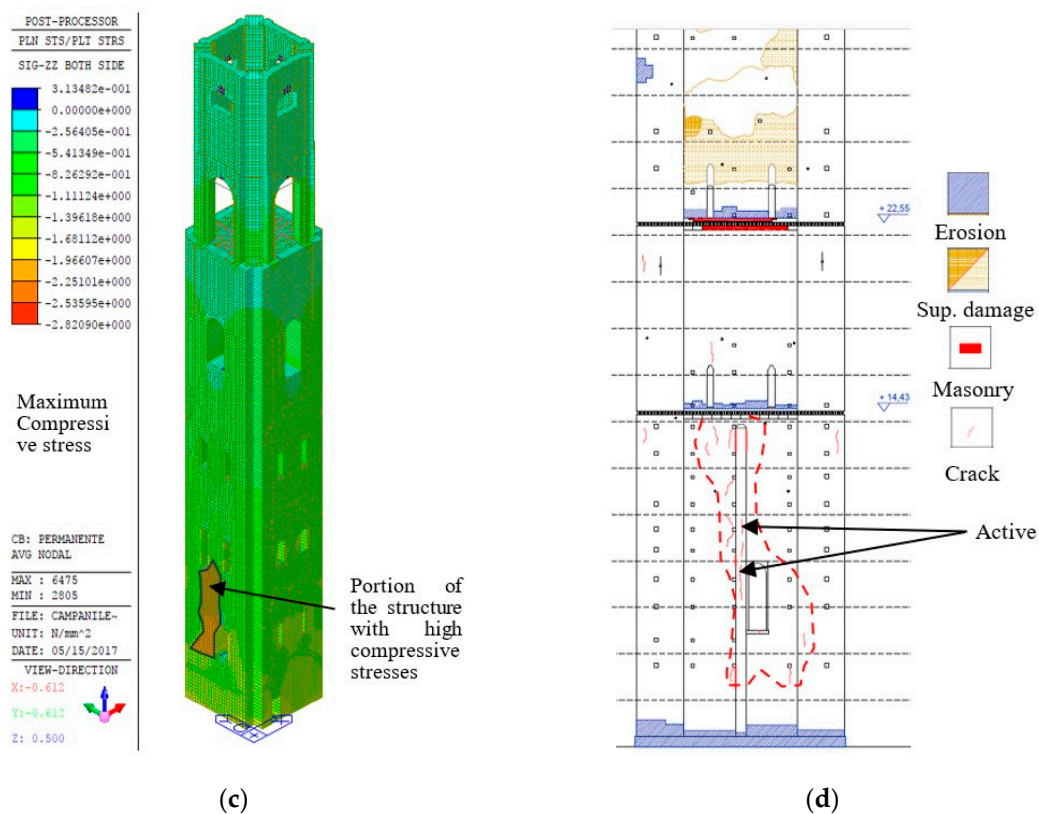 POST-PROCESSOR
PLN STS/PLT STRS
SIG-ZZ BOTH SIDE
3.13482e-001
0.00000e+000
-2.56405e-001
-5.41349e-001
-8.26292e-001
-1.11124e+000
-1.39618e+000
-1.68112e+000
-1.96607e+000
-2.25101e+000
-2.53595e+000
-2.82090e+000
Maximum
Compressi
ve stress
CB: PERMANENTE
AVG NODAL
MAX : 6475
MIN : 2805
FILE: CAMPANILE~
UNIT: N/mm^2
DATE: 05/15/2017
VIEW-DIRECTION
X:-0.612
Y:-0.612
Z: 0.500
Portion of
the structure
with high
compressive
stresses
(c)
+ 22,55
+ 14,43
Erosion
Sup. damage
Masonry
Crack
Active
(d)